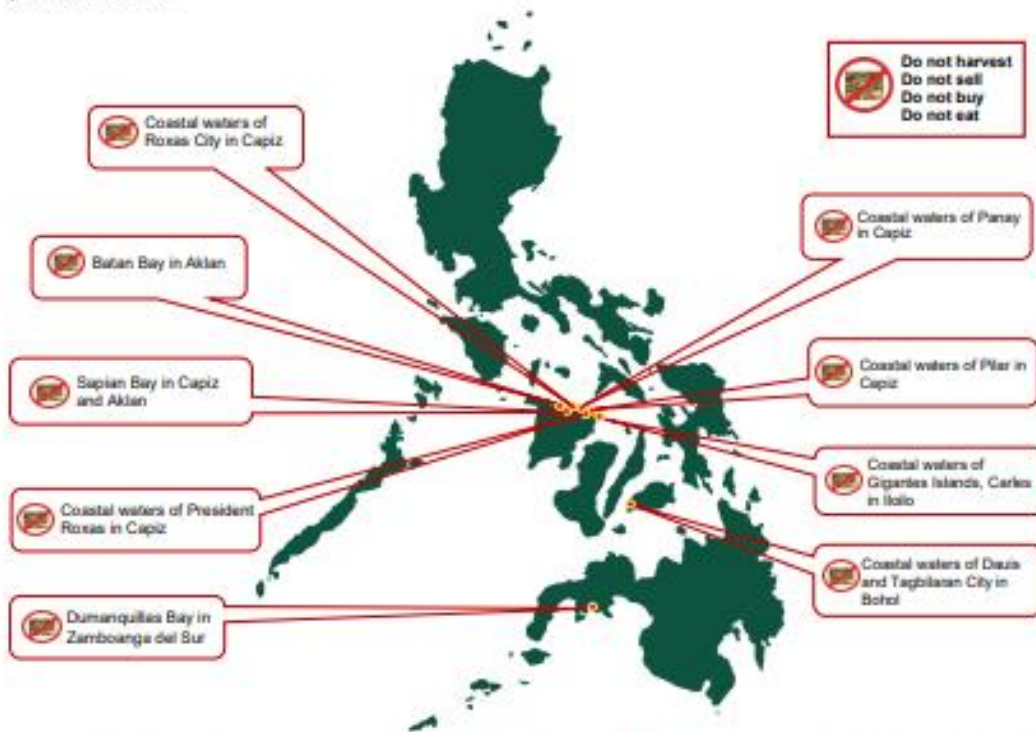 Do not harvest
Do not sell
Do not buy
Do not eat
Coastal waters of
Roxas City in Capiz
Coastal waters of Panay
in Capiz
Batan Bay in Aklan
Sapian Bay in Capiz
and Aklan
Coastal waters of Pilar in
Capiz
Coastal waters of
Gigantes Islands, Carles
in Iloilo
Coastal waters of President
Roxas in Capiz
Coastal waters of Dauis
and Tagbilaran City in
Bohol
Dumanquillas Bay in
Zamboanga del Sur